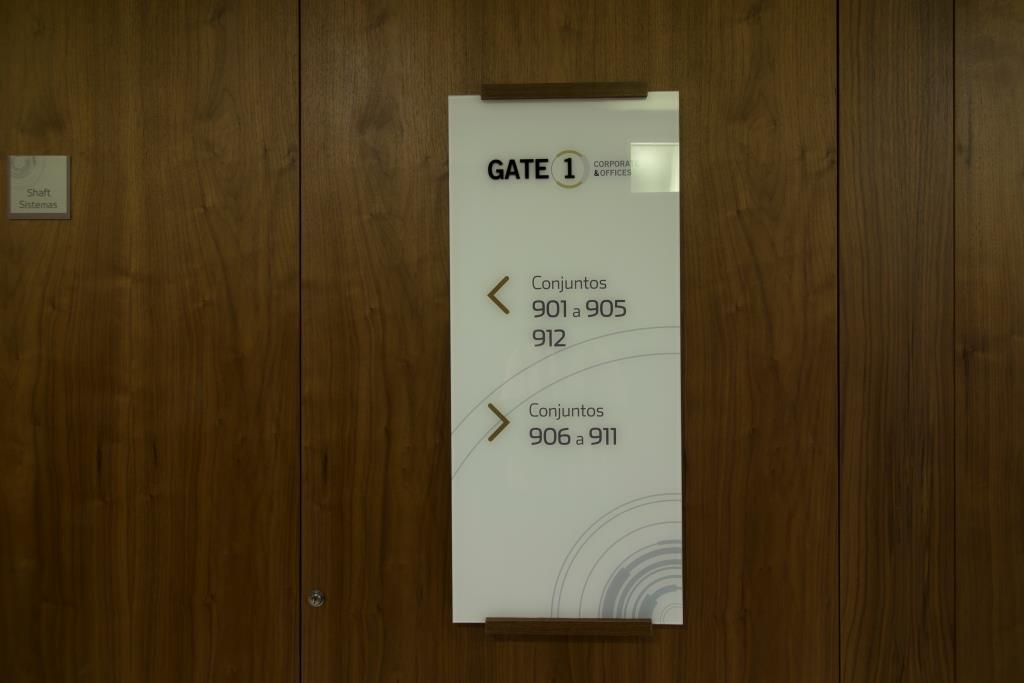 GATE 1 CORPORATE
& OFFICES
Shaft
Sistemas
Conjuntos
901 a 905
912
Conjuntos
906 a 911